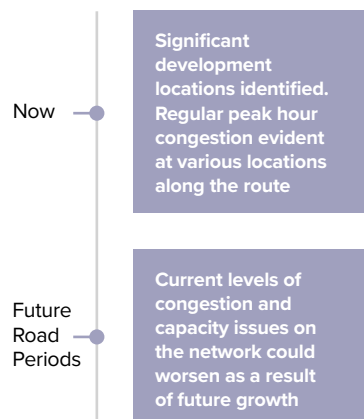 Now
Significant
development
locations identified.
Regular peak hour
congestion evident
at various locations
along the route
Future
Road
Periods
Current levels of
congestion and
capacity issues on
the network could
worsen as a result
of future growth